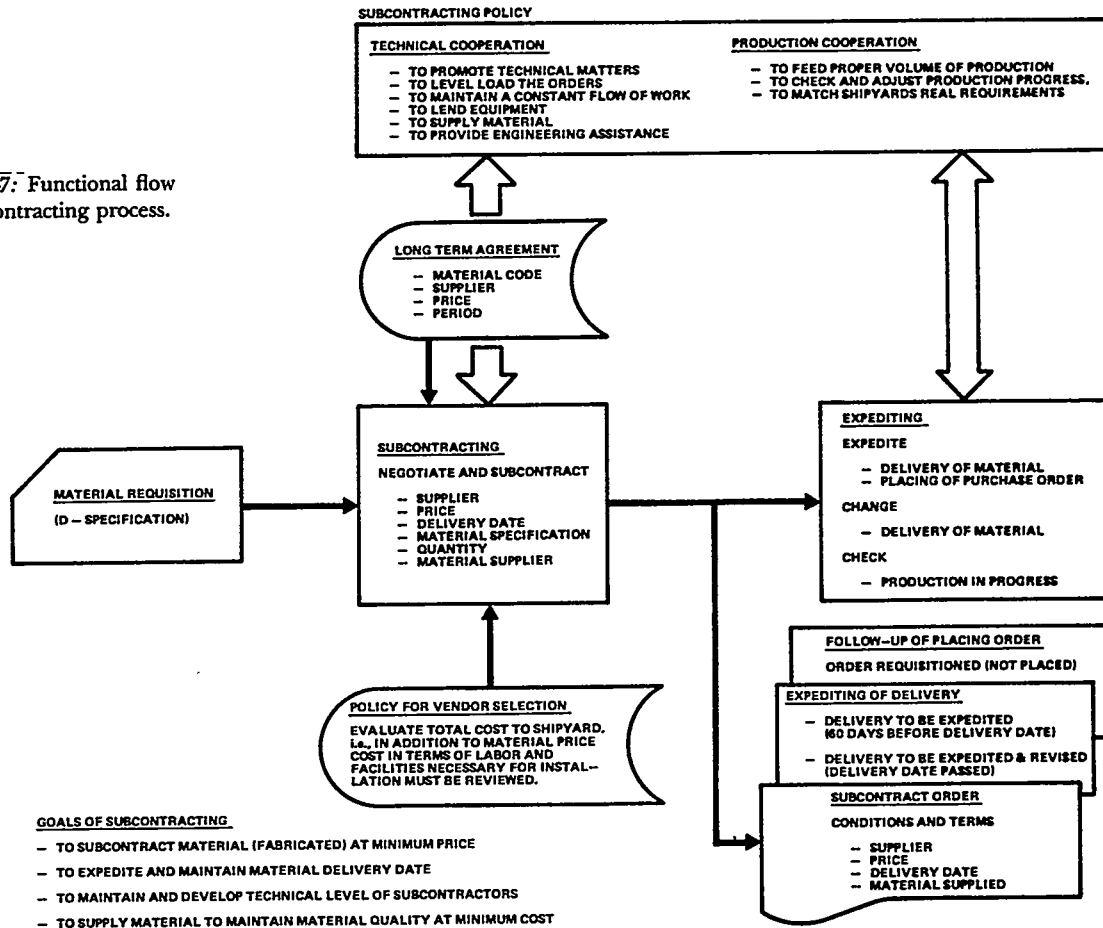 SUBCONTRACTING POLICY
TECHNICAL COOPERATION
– TO PROMOTE TECHNICAL MATTERS
– TO LEVEL LOAD THE ORDERS
– TO MAINTAIN A CONSTANT FLOW OF WORK
– TO LEND EQUIPMENT
– TO SUPPLY MATERIAL
– TO PROVIDE ENGINEERING ASSISTANCE
PRODUCTION COOPERATION
– TO FEED PROPER VOLUME OF PRODUCTION
– TO CHECK AND ADJUST PRODUCTION PROGRESS.
– TO MATCH SHIPYARDS REAL REQUIREMENTS
7: Functional flow
ontracting process.
LONG TERM AGREEMENT
– MATERIAL CODE
– SUPPLIER
– PRICE
– PERIOD
MATERIAL REQUISITION
(D – SPECIFICATION)
SUBCONTRACTING
NEGOTIATE AND SUBCONTRACT
– SUPPLIER
– PRICE
– DELIVERY DATE
– MATERIAL SPECIFICATION
– QUANTITY
– MATERIAL SUPPLIER
EXPEDITING
EXPEDITE
– DELIVERY OF MATERIAL
– PLACING OF PURCHASE ORDER
CHANGE
– DELIVERY OF MATERIAL
CHECK
– PRODUCTION IN PROGRESS
POLICY FOR VENDOR SELECTION
EVALUATE TOTAL COST TO SHIPYARD.
i.e., IN ADDITION TO MATERIAL PRICE
COST IN TERMS OF LABOR AND
FACILITIES NECESSARY FOR INSTAL–
LATION MUST BE REVIEWED.
FOLLOW–UP OF PLACING ORDER
ORDER REQUISITIONED (NOT PLACED)
EXPEDITING OF DELIVERY
– DELIVERY TO BE EXPEDITED
(60 DAYS BEFORE DELIVERY DATE)
– DELIVERY TO BE EXPEDITED & REVISED
(DELIVERY DATE PASSED)
SUBCONTRACT ORDER
CONDITIONS AND TERMS
– SUPPLIER
– PRICE
– DELIVERY DATE
– MATERIAL SUPPLIED
GOALS OF SUBCONTRACTING
– TO SUBCONTRACT MATERIAL (FABRICATED) AT MINIMUM PRICE
– TO EXPEDITE AND MAINTAIN MATERIAL DELIVERY DATE
– TO MAINTAIN AND DEVELOP TECHNICAL LEVEL OF SUBCONTRACTORS
– TO SUPPLY MATERIAL TO MAINTAIN MATERIAL QUALITY AT MINIMUM COST